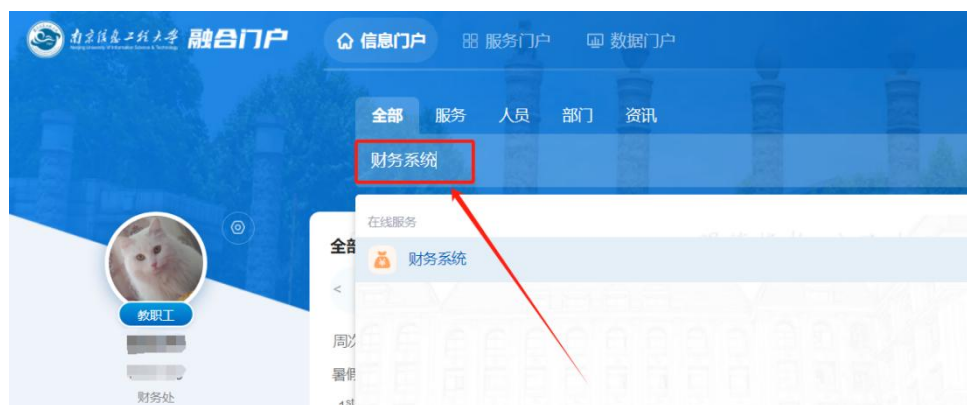 南京信息工程大学 融合门户 信息门户 服务门户 数据门户
全部 服务 人员 部门 资讯
财务系统
在线服务
全部
财务系统
<
教职工
周次
暑假
财务处